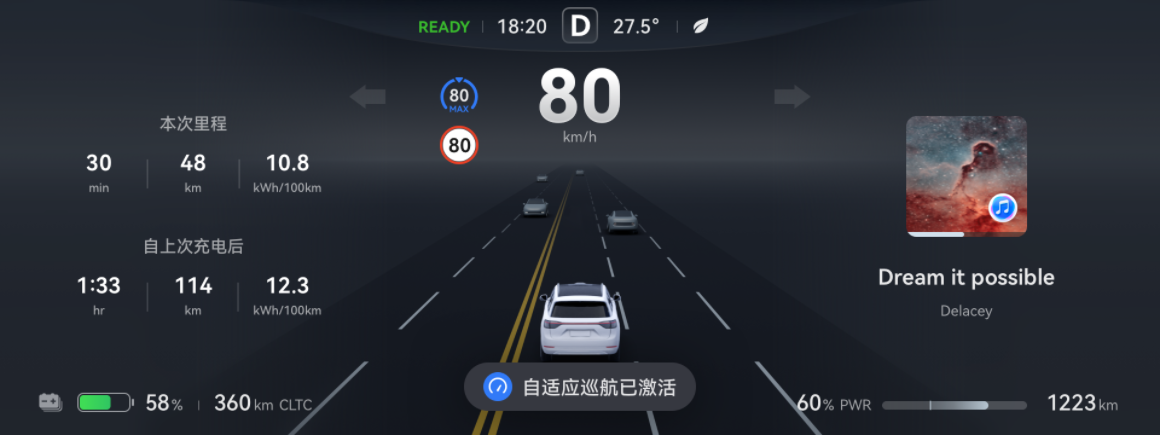 READY 18:20 D 27.5°
80 MAX
80
80
km/h
本次里程
30 48 10.8
min km kWh/100km
自上次充电后
1:33 114 12.3
hr km kWh/100km
Dream it possible
Delacey
自适应巡航已激活
58% 360 km CLTC
60% PWR 1223 km